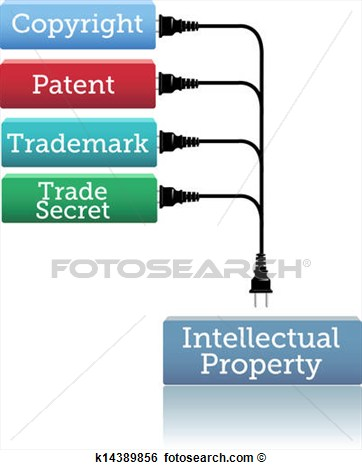 Copyright
Patent
Trademark
Trade
Secret
FOTOSEARCH®
Intellectual
Property
k14389856 fotosearch.com ©